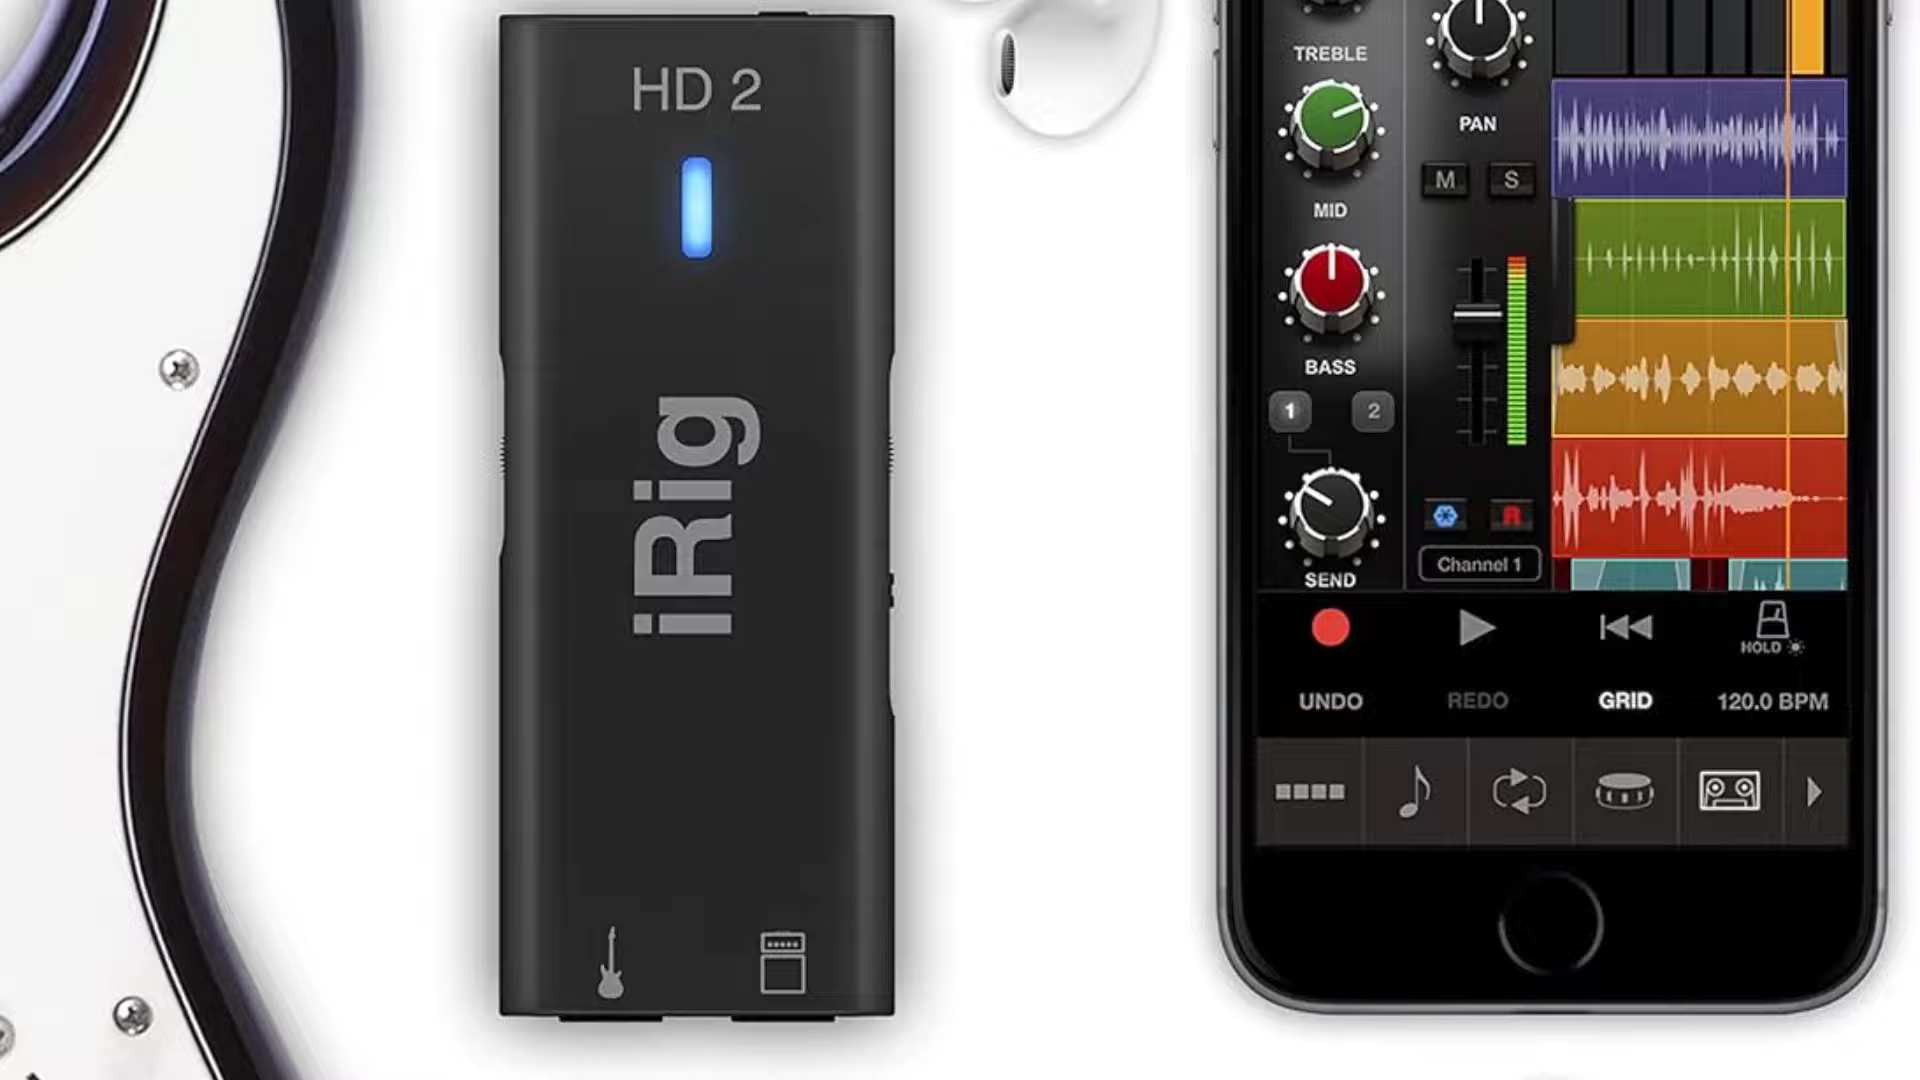 HD 2
iRig
TREBLE
MID
BASS
1
2
SEND
PAN
M
S
R
Channel 1
HOLD
UNDO
REDO
GRID
120.0 BPM